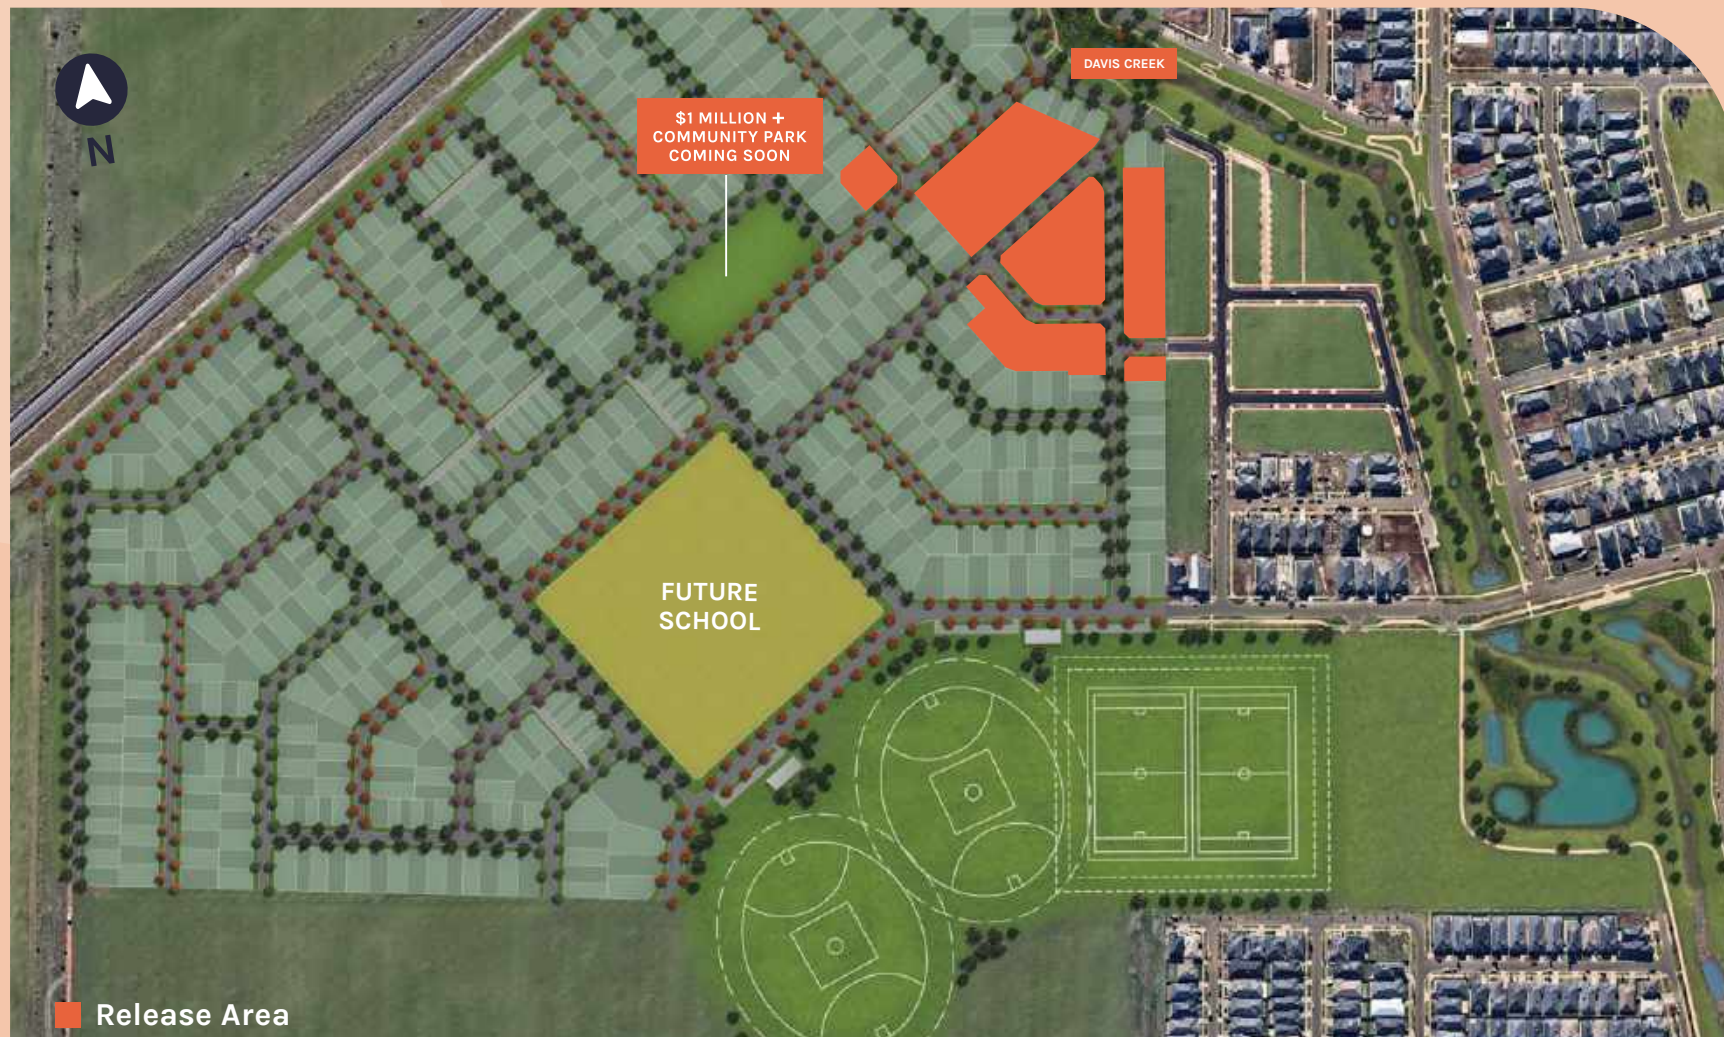 N
DAVIS CREEK
$1 MILLION +
COMMUNITY PARK
COMING SOON
FUTURE
SCHOOL
Release Area